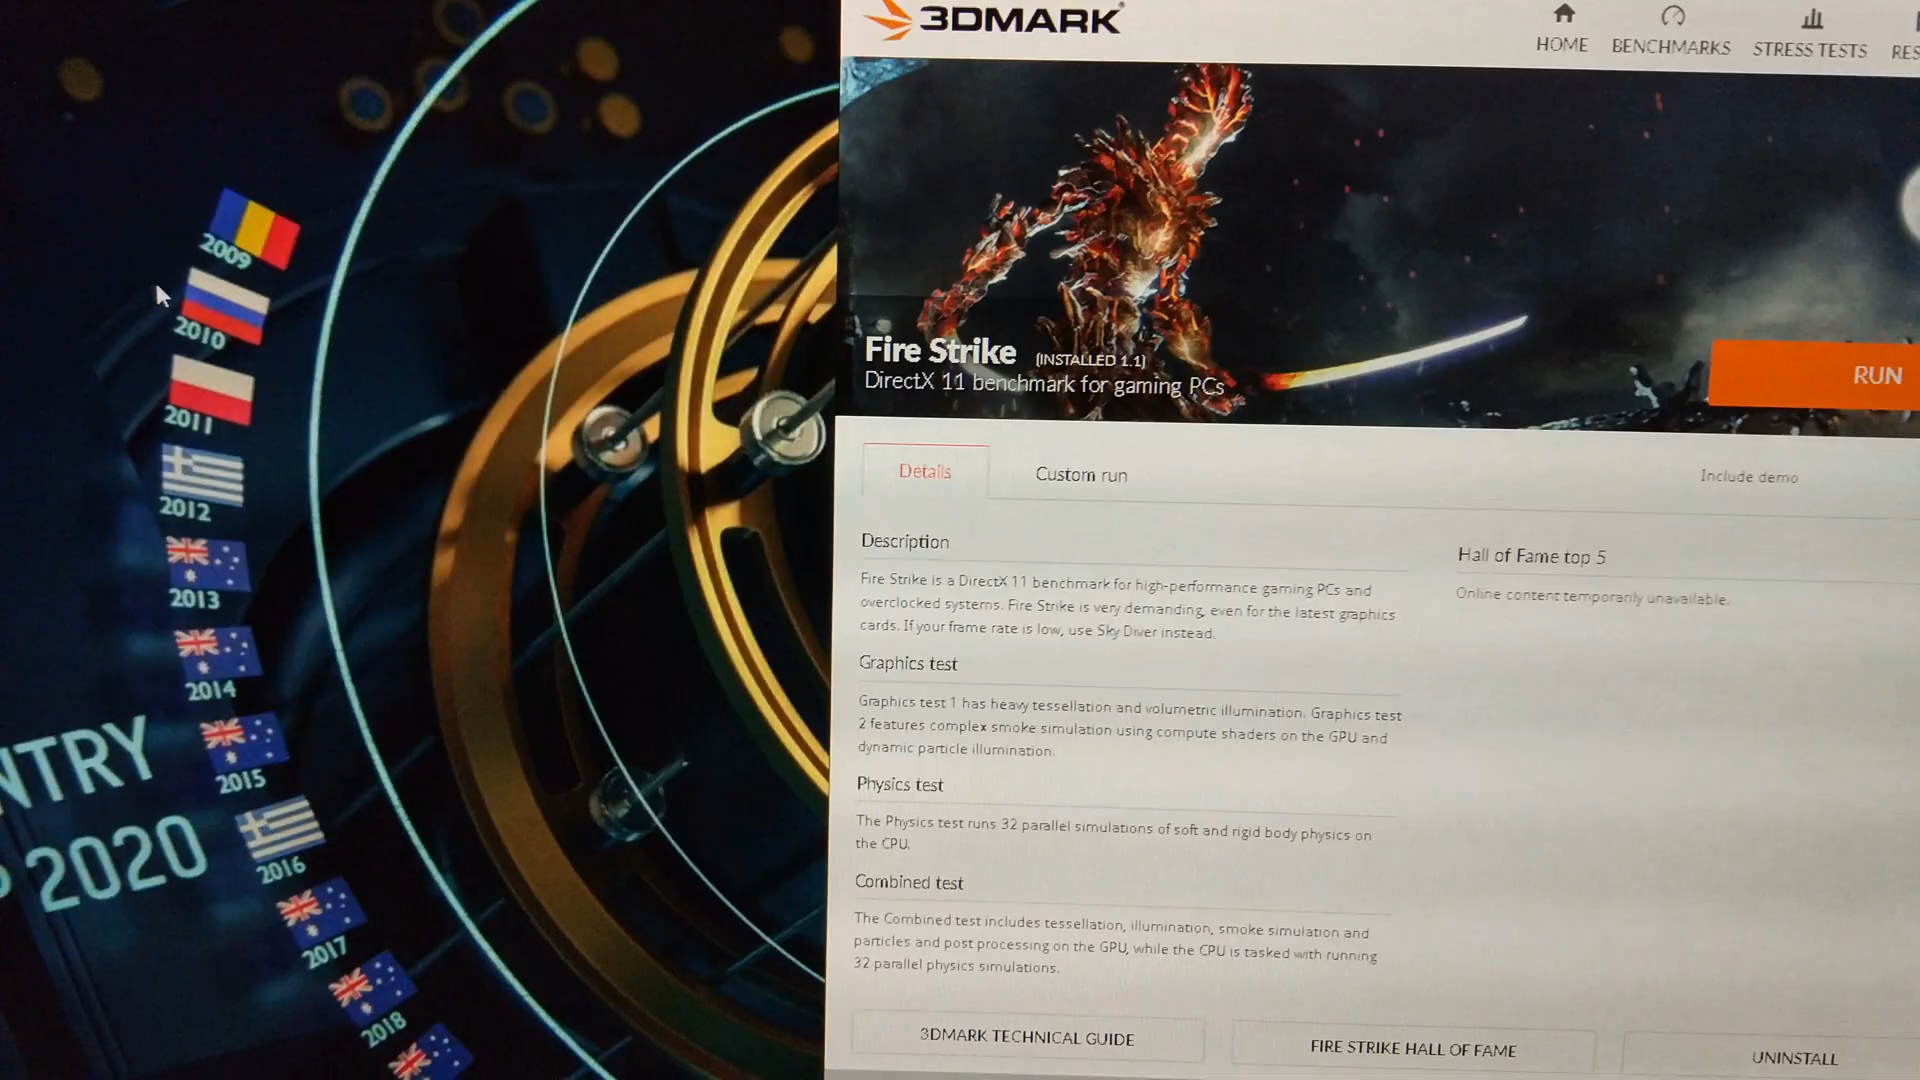 2009
2010
2011
2012
2013
2014
2015
2016
2017
2018
NTRY
2020
3DMARK
HOME
BENCHMARKS
STRESS TESTS
RES
Fire Strike (INSTALLED 1.1)
DirectX 11 benchmark for gaming PCs
RUN
Details
Custom run
Include demo
Description
Fire Strike is a DirectX 11 benchmark for high-performance gaming PCs and
overclocked systems. Fire Strike is very demanding, even for the latest graphics
cards. If your frame rate is low, use Sky Diver instead.
Graphics test
Graphics test 1 has heavy tessellation and volumetric illumination. Graphics test
2 features complex smoke simulation using compute shaders on the GPU and
dynamic particle illumination.
Physics test
The Physics test runs 32 parallel simulations of soft and rigid body physics on
the CPU.
Combined test
The Combined test includes tessellation, illumination, smoke simulation and
particles and post processing on the GPU, while the CPU is tasked with running
32 parallel physics simulations.
Hall of Fame top 5
Online content temporarily unavailable.
3DMARK TECHNICAL GUIDE
FIRE STRIKE HALL OF FAME
UNINSTALL